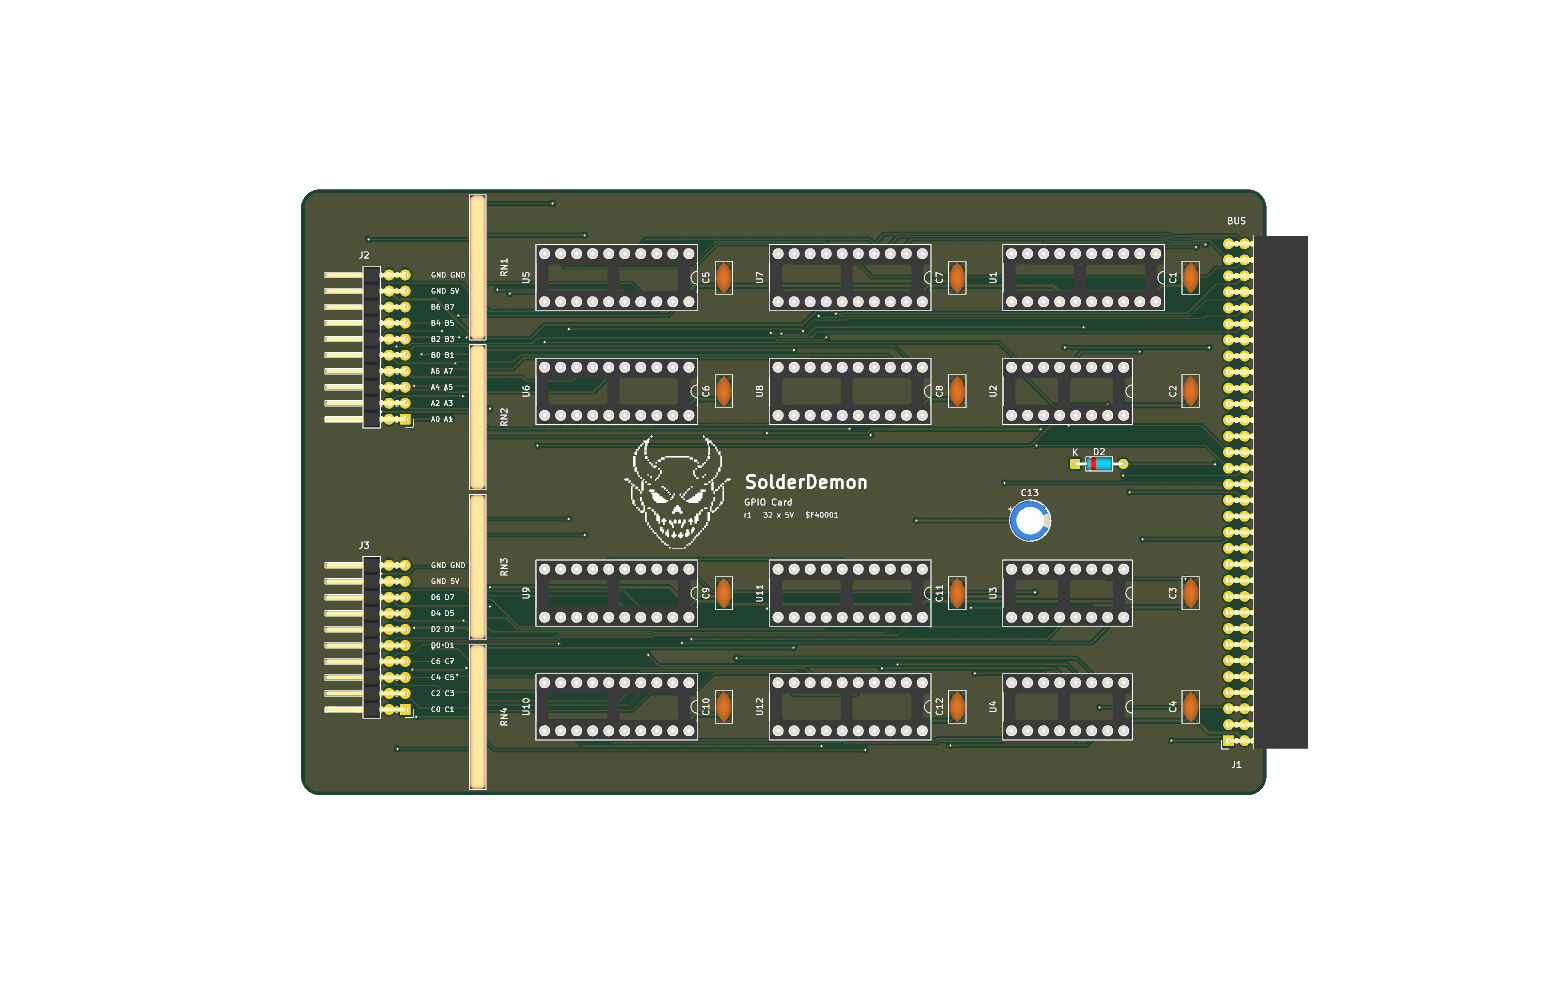 BUS
J2
RN1
U5
C5
U7
C7
U1
C1
GND GND
GND 5V
B6 B7
B4 B5
B2 B3
B0 B1
A6 A7
A4 A5
A2 A3
A0 A1
RN2
U6
C6
U8
C8
U2
C2
K D2
SolderDemon
GPIO Card
r1 32 x 5V $F40001
C13
+
J3
RN3
U9
C9
U11
C11
U3
C3
GND GND
GND 5V
D6 D7
D4 D5
D2 D3
D0 D1
C6 C7
C4 C5
C2 C3
C0 C1
RN4
U10
C10
U12
C12
U4
C4
J1